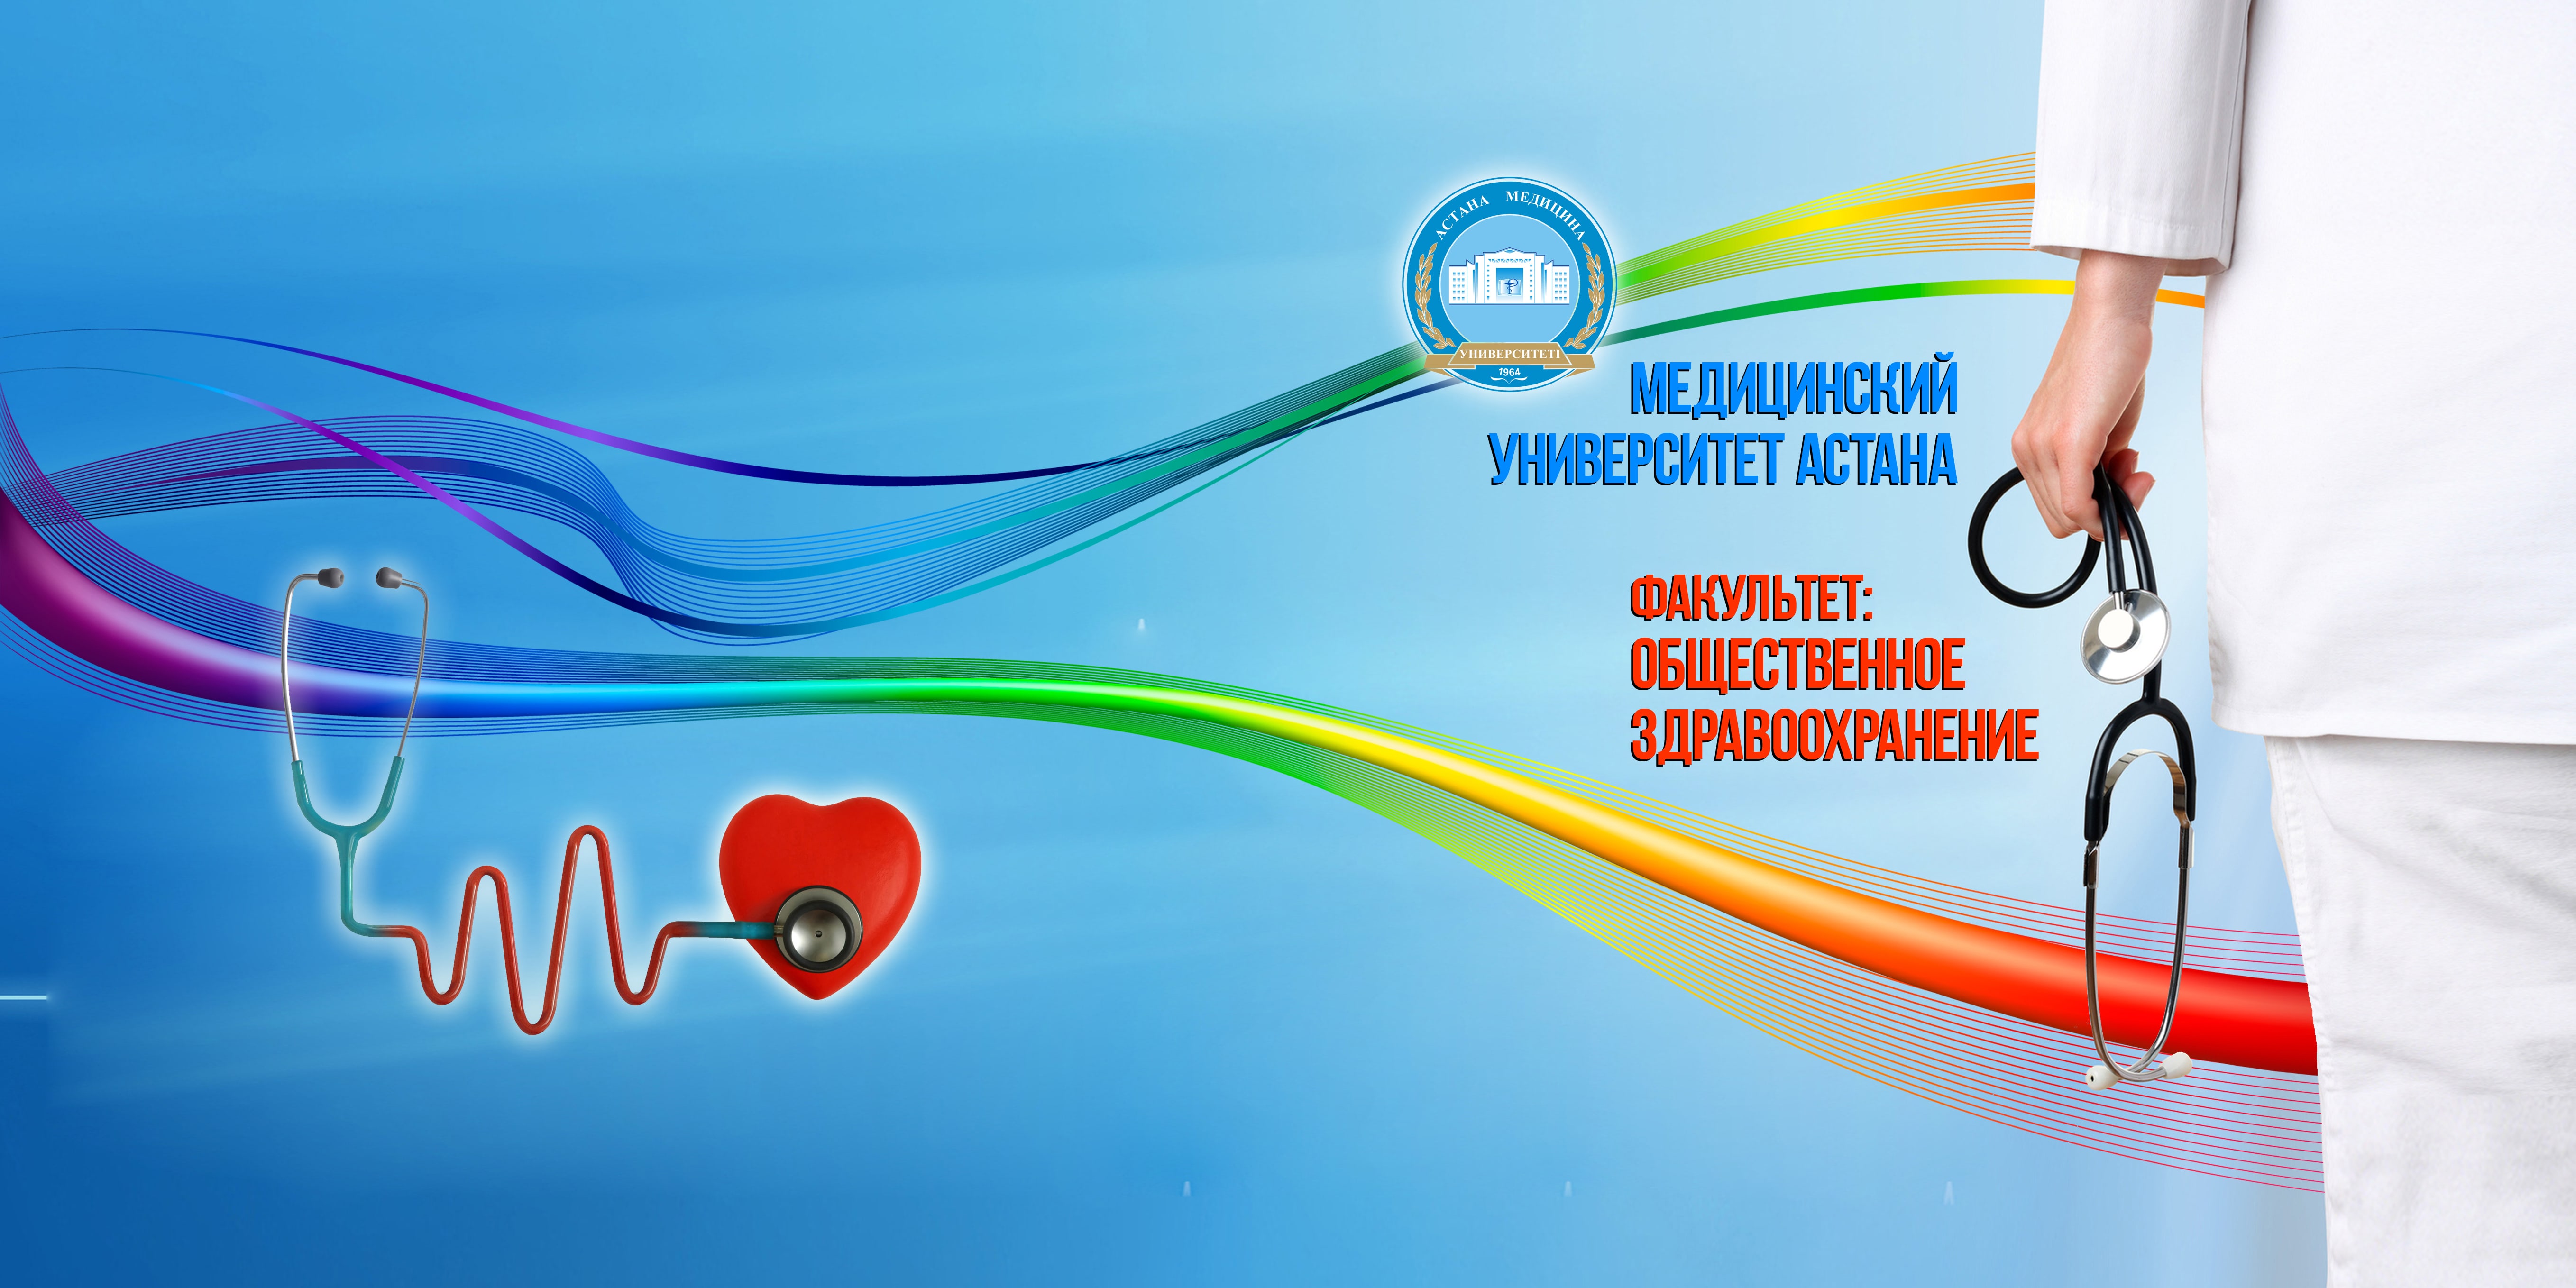 АСТАНА МЕДИЦИНА
УНИВЕРСИТЕТІ
1964
МЕДИЦИНСКИЙ
УНИВЕРСИТЕТ АСТАНА
ФАКУЛЬТЕТ:
ОБЩЕСТВЕННОЕ
ЗДРАВООХРАНЕНИЕ